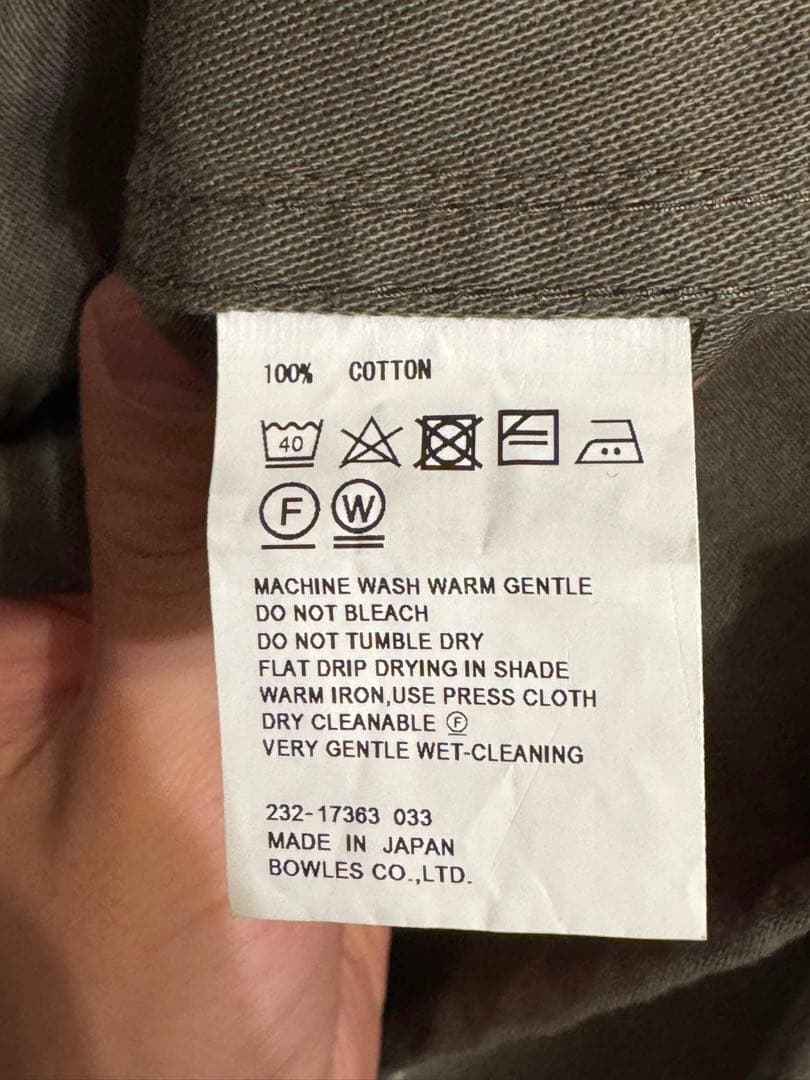 100% COTTON
40
F W
MACHINE WASH WARM GENTLE
DO NOT BLEACH
DO NOT TUMBLE DRY
FLAT DRIP DRYING IN SHADE
WARM IRON,USE PRESS CLOTH
DRY CLEANABLE Ⓕ
VERY GENTLE WET-CLEANING
232-17363 033
MADE IN JAPAN
BOWLES CO.,LTD.